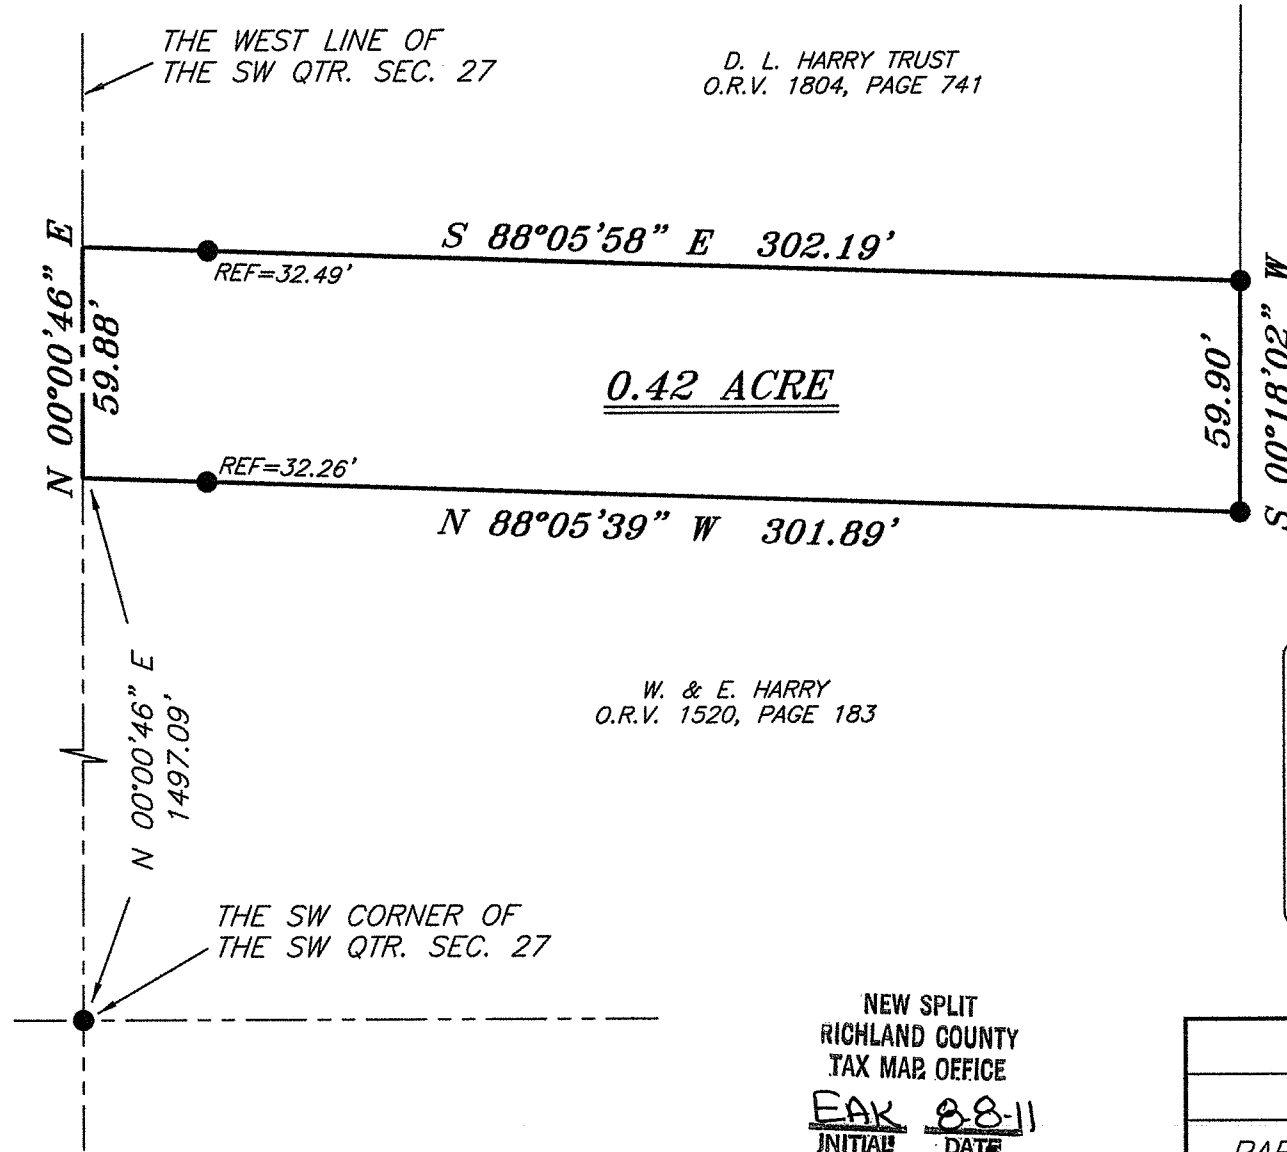 THE WEST LINE OF
THE SW QTR. SEC. 27
D. L. HARRY TRUST
O.R.V. 1804, PAGE 741
S 88°05'58" E 302.19'
REF=32.49'
N 00°00'46" E
59.88'
0.42 ACRE
59.90'
S 00°18'02" W
REF=32.26'
N 88°05'39" W 301.89'
N 00°00'46" E
1497.09'
W. & E. HARRY
O.R.V. 1520, PAGE 183
THE SW CORNER OF
THE SW QTR. SEC. 27
NEW SPLIT
RICHLAND COUNTY
TAX MAP OFFICE
EAK 8-8-11
INITIAL DATE